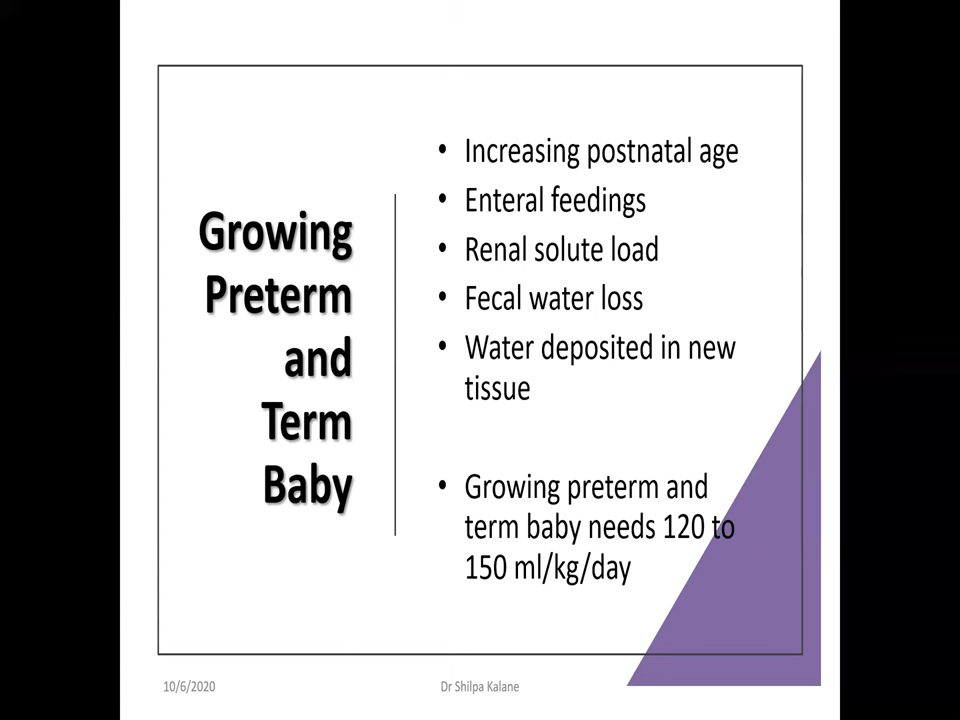 Growing
Preterm
and
Term
Baby
• Increasing postnatal age
• Enteral feedings
• Renal solute load
• Fecal water loss
• Water deposited in new
tissue
• Growing preterm and
term baby needs 120 to
150 ml/kg/day
10/6/2020
Dr Shilpa Kalane